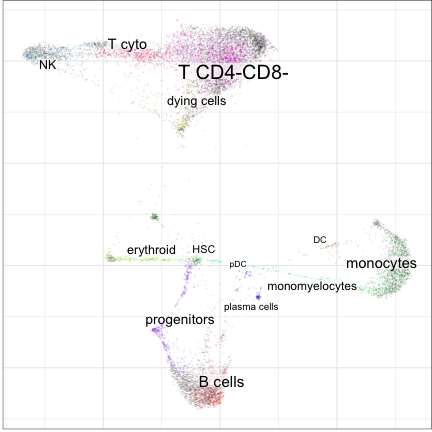 T cyto
NK
T CD4-CD8-
dying cells
DC
erythroid
HSC
pDC
monocytes
monomyelocytes
plasma cells
progenitors
B cells